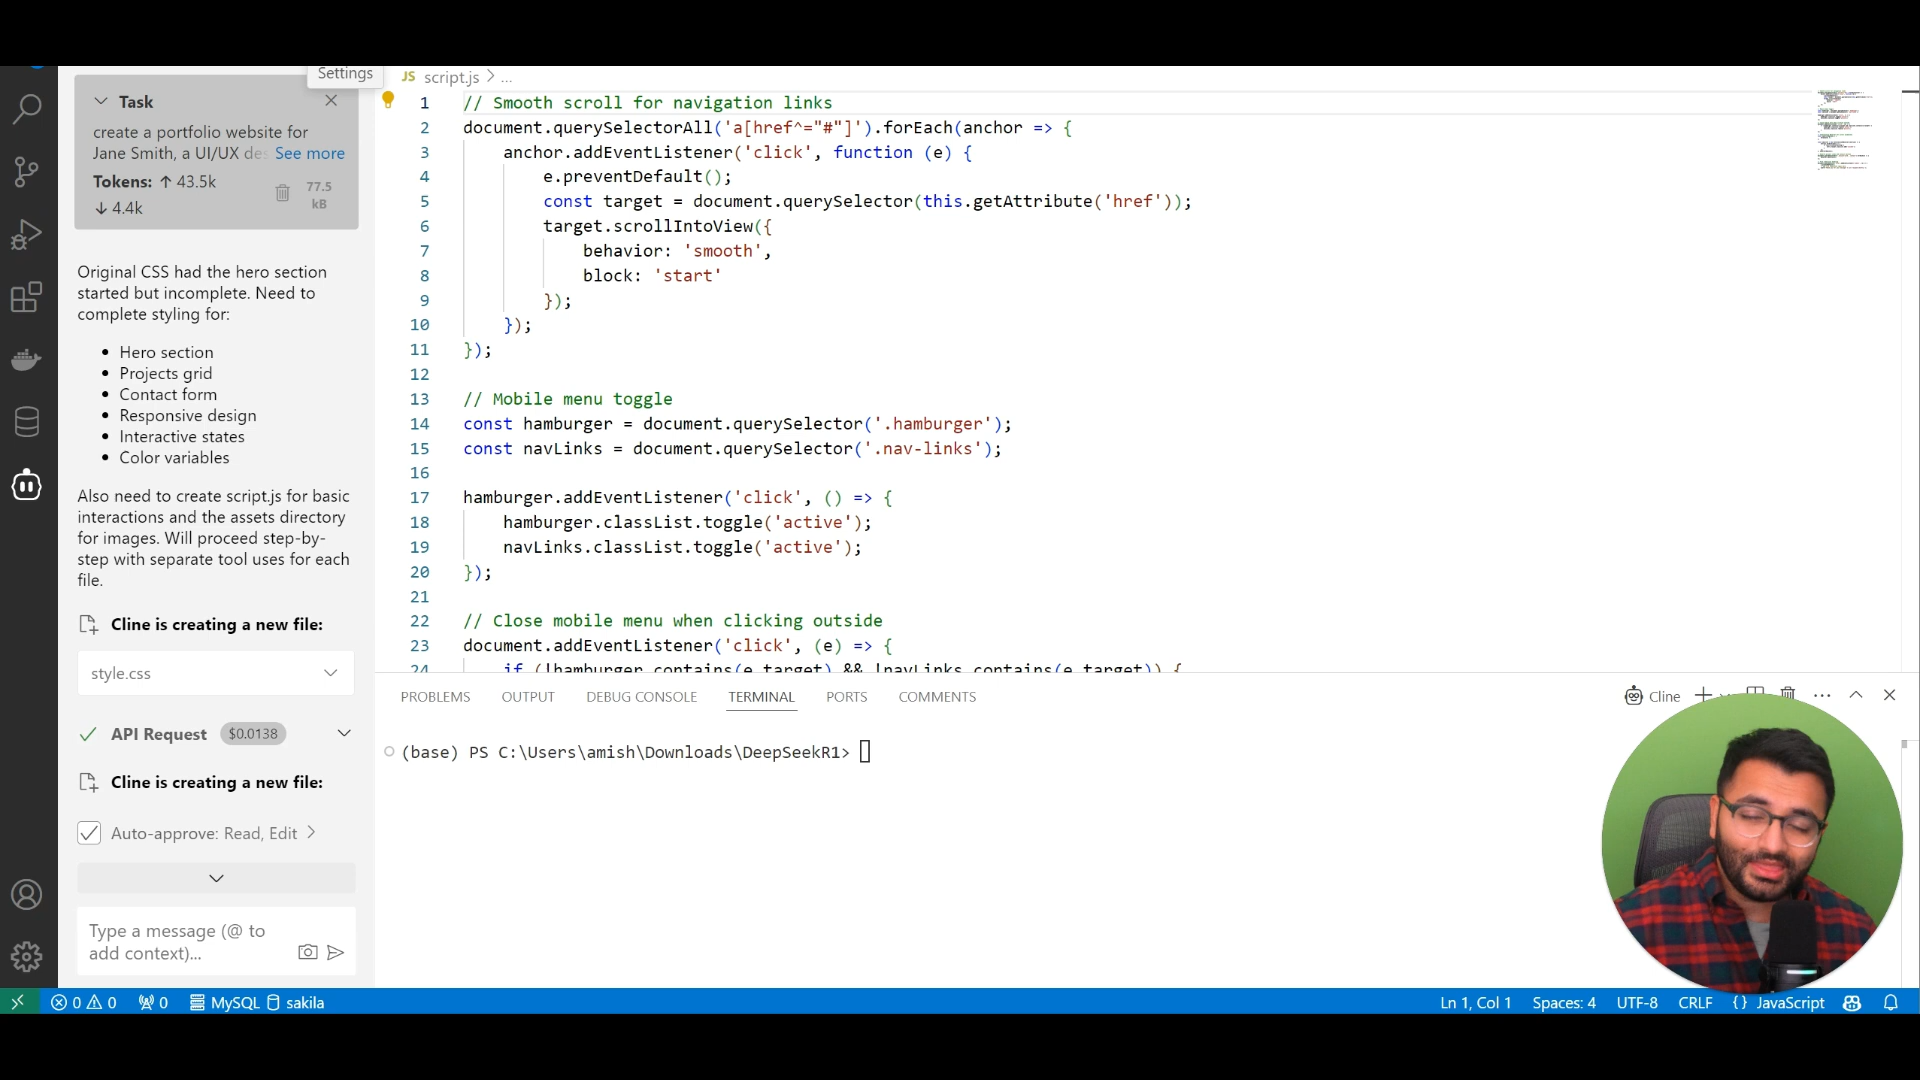 Settings
Task
create a portfolio website for
Jane Smith, a UI/UX des See more
Tokens: ↑ 43.5k
↓ 4.4k
77.5
kB
Original CSS had the hero section
started but incomplete. Need to
complete styling for:
• Hero section
• Projects grid
• Contact form
• Responsive design
• Interactive states
• Color variables
Also need to create script.js for basic
interactions and the assets directory
for images. Will proceed step-by-
step with separate tool uses for each
file.
Cline is creating a new file:
style.css
API Request $0.0138
Cline is creating a new file:
Auto-approve: Read, Edit >
Type a message (@ to
add context)...
JS script.js > ...
1 // Smooth scroll for navigation links
2 document.querySelectorAll('a[href^="#"]').forEach(anchor => {
3 anchor.addEventListener('click', function (e) {
4 e.preventDefault();
5 const target = document.querySelector(this.getAttribute('href'));
6 target.scrollIntoView({
7 behavior: 'smooth',
8 block: 'start'
9 });
10 });
11 });
12
13 // Mobile menu toggle
14 const hamburger = document.querySelector('.hamburger');
15 const navLinks = document.querySelector('.nav-links');
16
17 hamburger.addEventListener('click', () => {
18 hamburger.classList.toggle('active');
19 navLinks.classList.toggle('active');
20 });
21
22 // Close mobile menu when clicking outside
23 document.addEventListener('click', (e) => {
24 if (!hamburger.contains(e.target) && !navLinks.contains(e.target)) {
PROBLEMS OUTPUT DEBUG CONSOLE TERMINAL PORTS COMMENTS
Cline
(base) PS C:\Users\amish\Downloads\DeepSeekR1>
0 0 0 MySQL sakila
Ln 1, Col 1 Spaces: 4 UTF-8 CRLF {} JavaScript